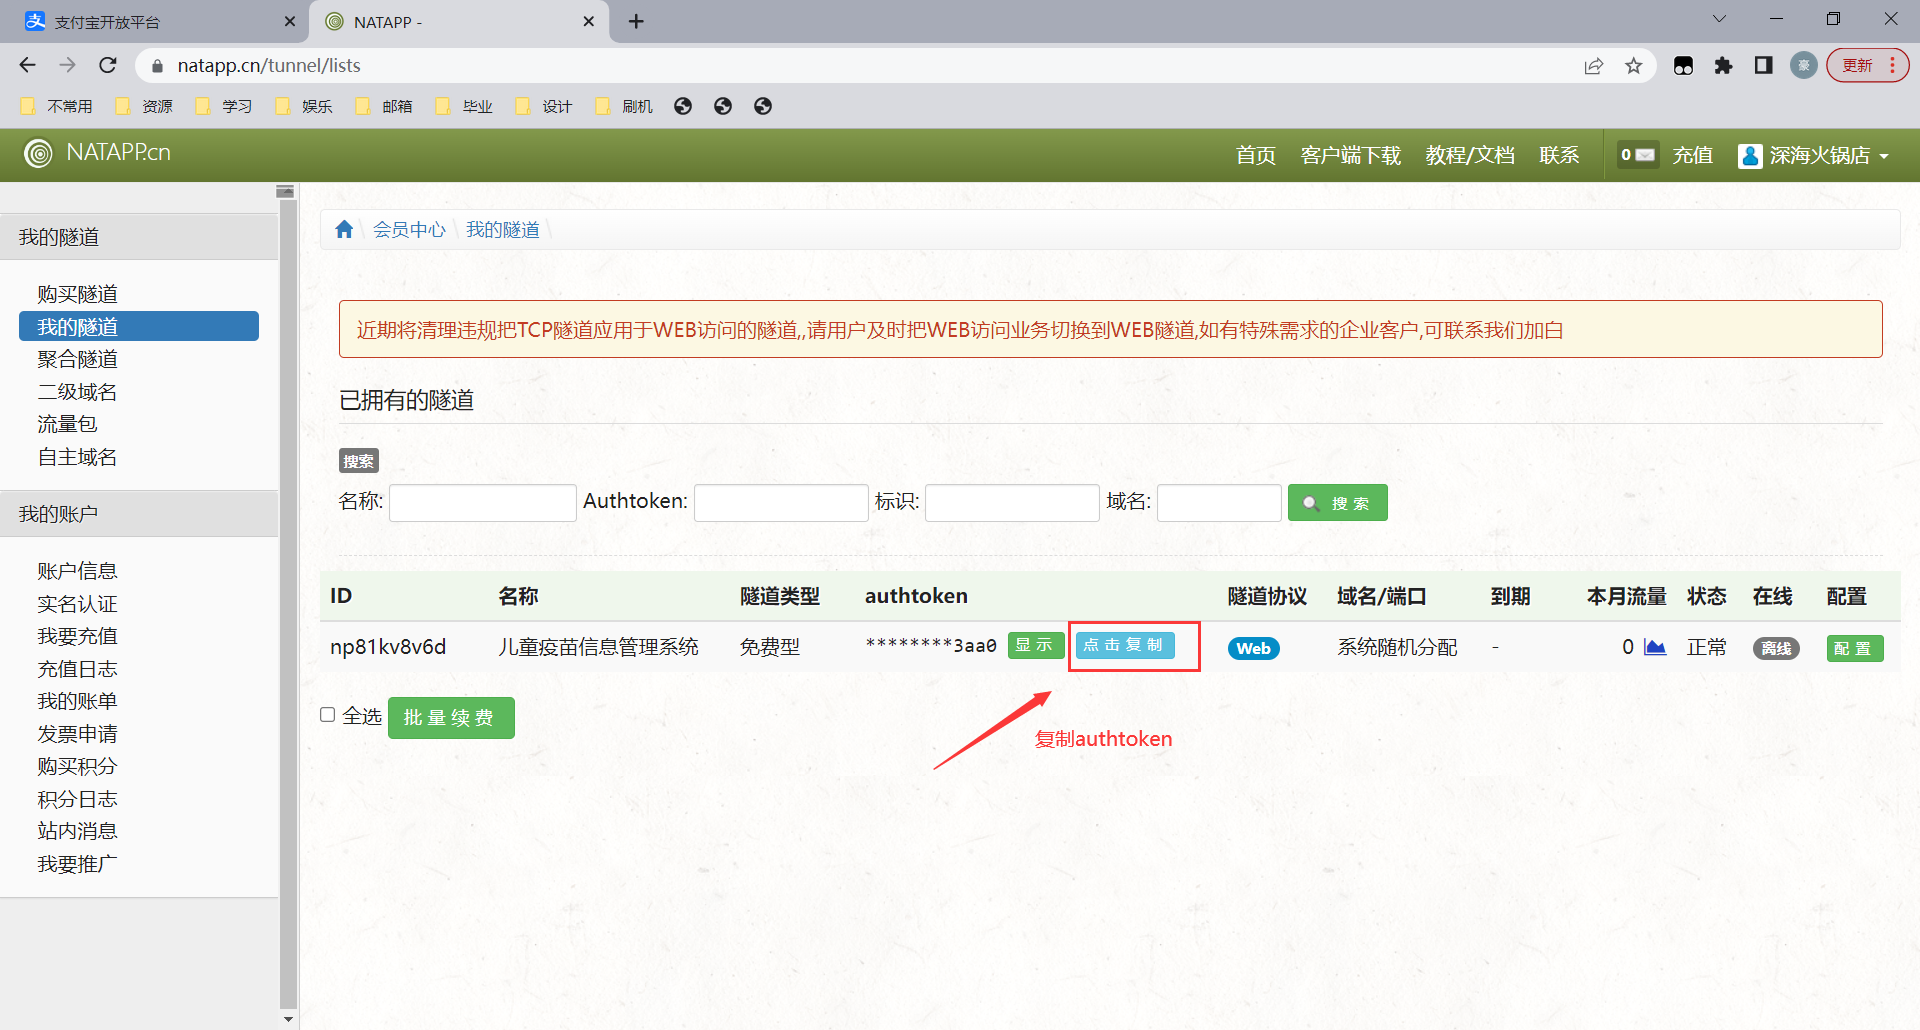 支付宝开放平台
NATAPP -
natapp.cn/tunnel/lists
豪
更新
不常用
资源
学习
娱乐
邮箱
毕业
设计
刷机
NATAPP.cn
首页
客户端下载
教程/文档
联系
0
充值
深海火锅店
我的隧道
购买隧道
我的隧道
聚合隧道
二级域名
流量包
自主域名
我的账户
账户信息
实名认证
我要充值
充值日志
我的账单
发票申请
购买积分
积分日志
站内消息
我要推广
会员中心 \ 我的隧道 \
近期将清理违规把TCP隧道应用于WEB访问的隧道,,请用户及时把WEB访问业务切换到WEB隧道,如有特殊需求的企业客户,可联系我们加白
已拥有的隧道
搜索
名称: Authtoken: 标识: 域名: 搜 索
ID 名称 隧道类型 authtoken 隧道协议 域名/端口 到期 本月流量 状态 在线 配置
np81kv8v6d 儿童疫苗信息管理系统 免费型 ********3aa0 显 示 点 击 复 制 Web 系统随机分配 - 0 正常 离线 配 置
全选 批 量 续 费
复制authtoken